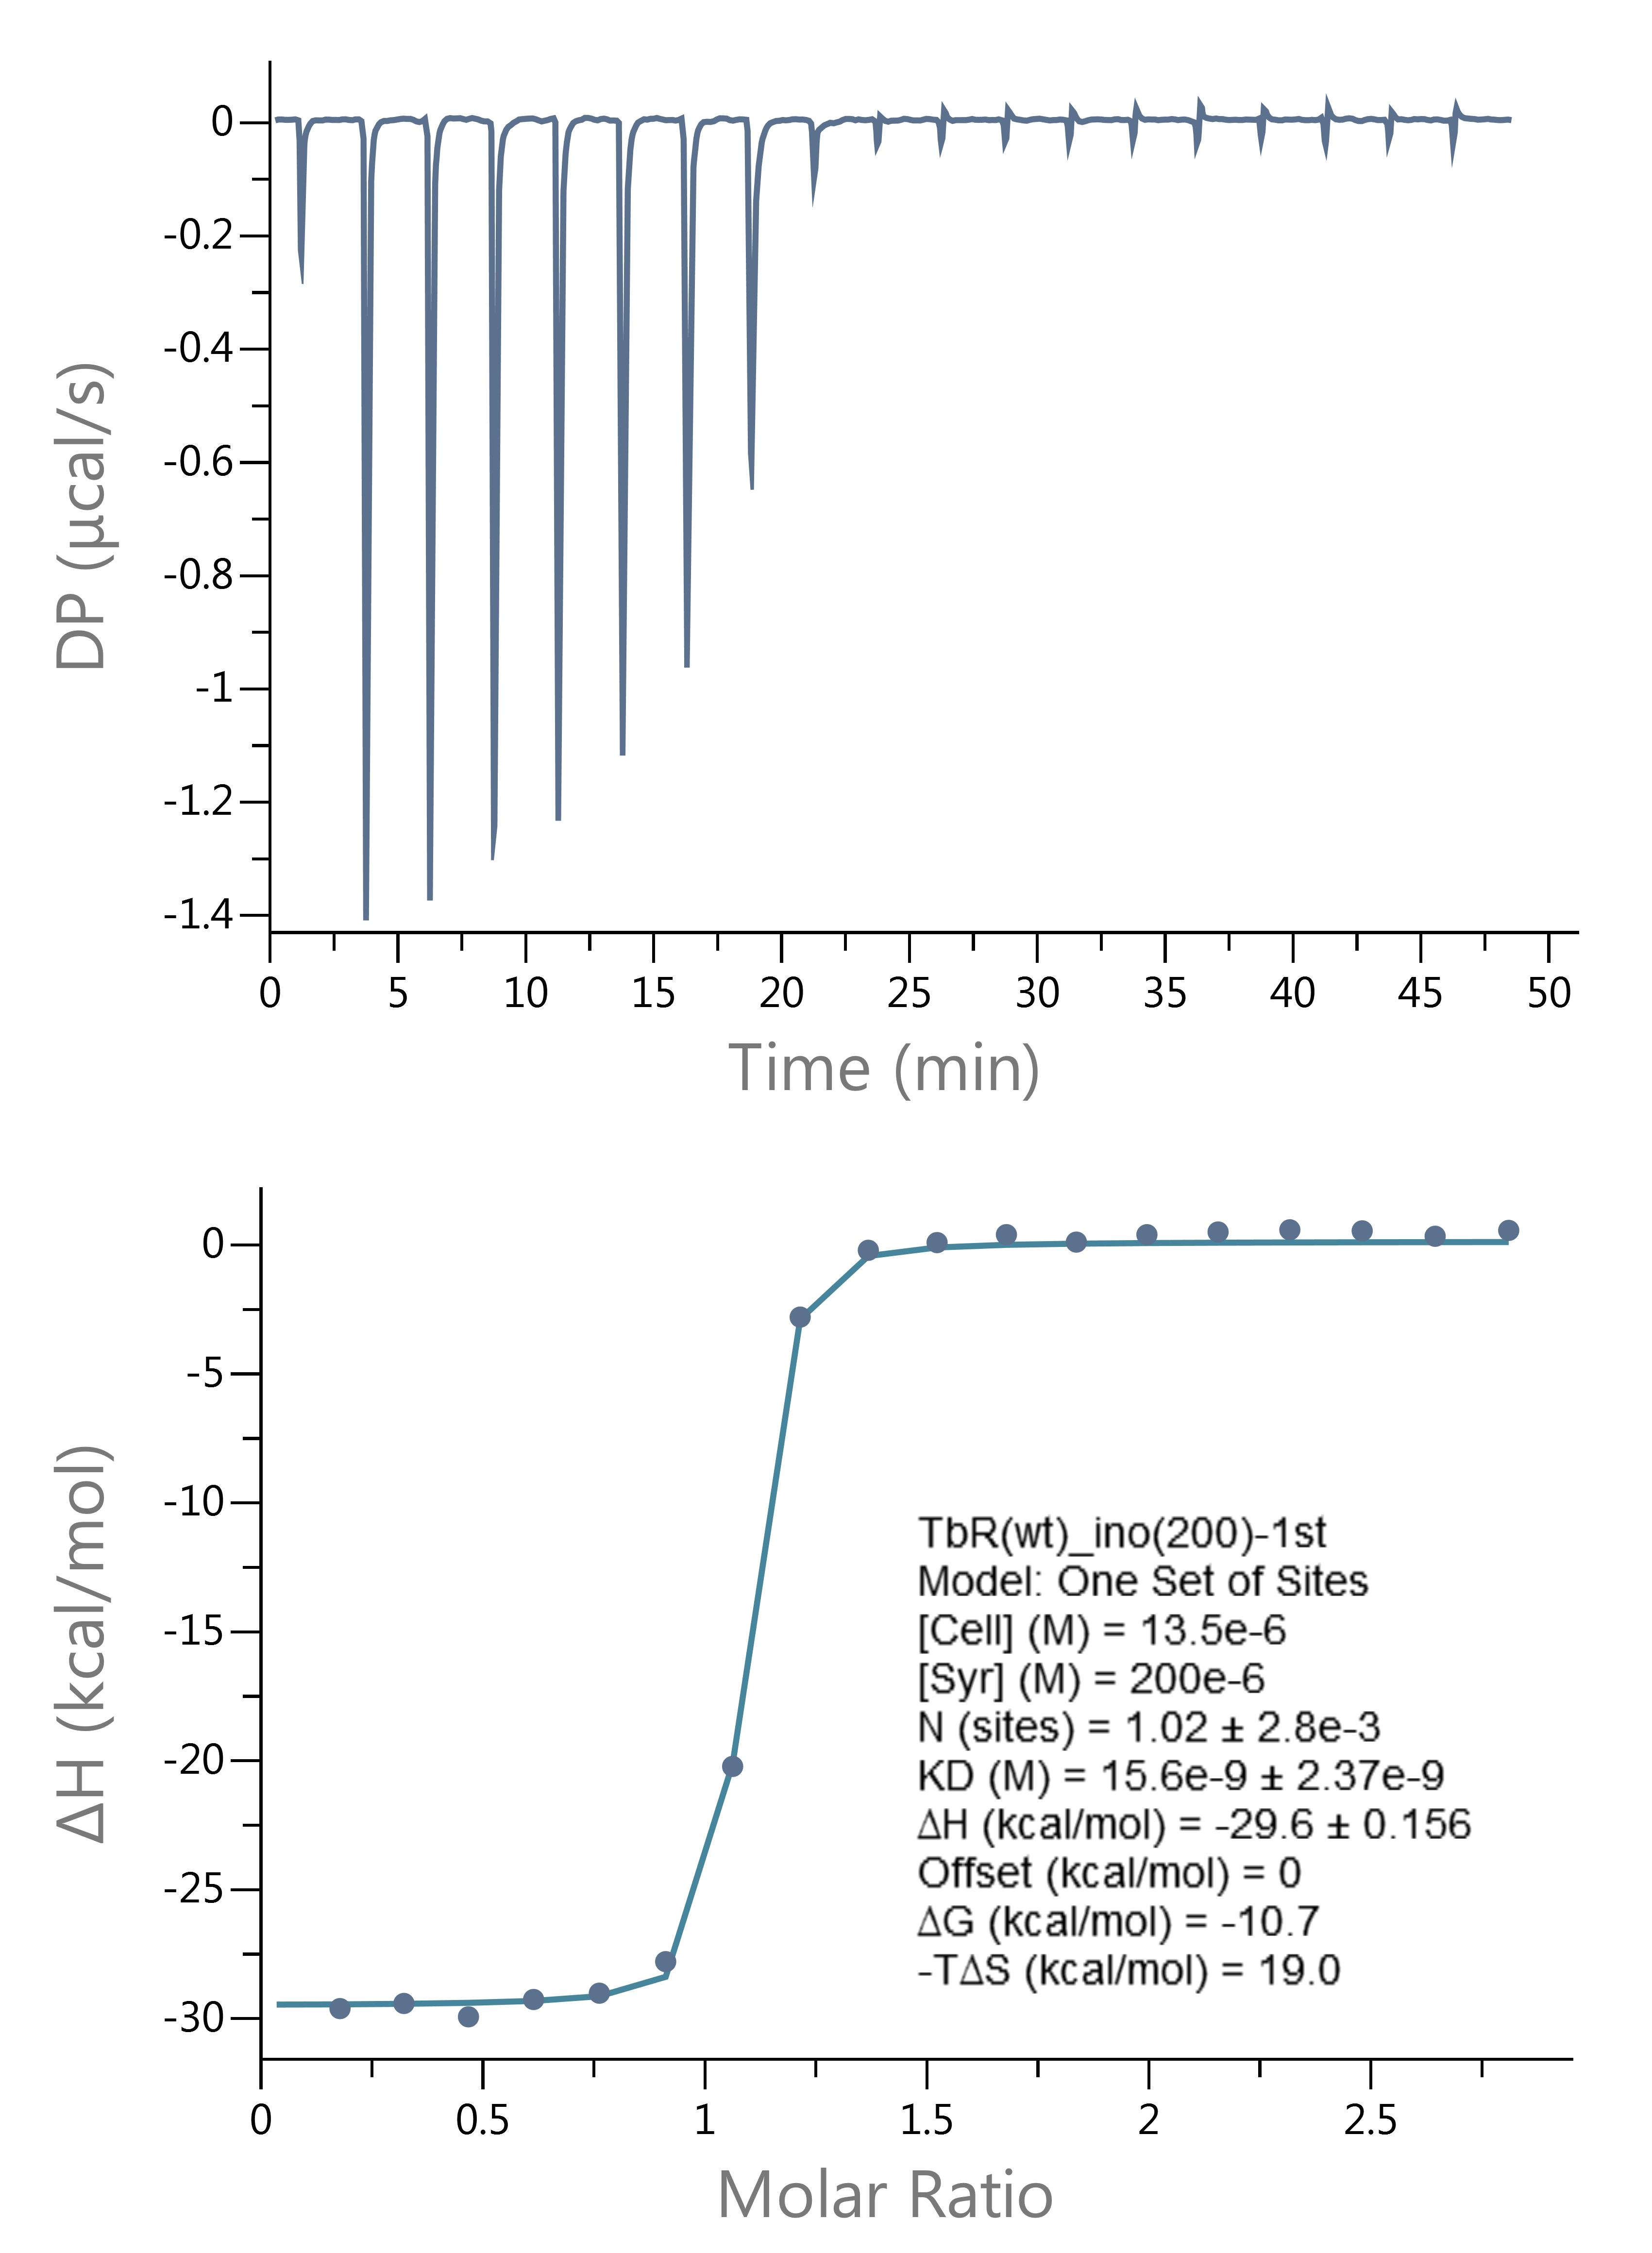 0
-0.2
-0.4
-0.6
-0.8
-1
-1.2
-1.4
DP (µcal/s)
0 5 10 15 20 25 30 35 40 45 50
Time (min)
0
-5
-10
-15
-20
-25
-30
ΔH (kcal/mol)
TbR(wt)_ino(200)-1st
Model: One Set of Sites
[Cell] (M) = 13.5e-6
[Syr] (M) = 200e-6
N (sites) = 1.02 ± 2.8e-3
KD (M) = 15.6e-9 ± 2.37e-9
ΔH (kcal/mol) = -29.6 ± 0.156
Offset (kcal/mol) = 0
ΔG (kcal/mol) = -10.7
-TΔS (kcal/mol) = 19.0
0 0.5 1 1.5 2 2.5
Molar Ratio